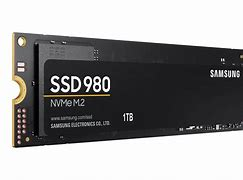 SSD 980
NVMe M.2
SAMSUNG
1TB
www.samsung.com/ssd
SAMSUNG ELECTRONICS CO., LTD.